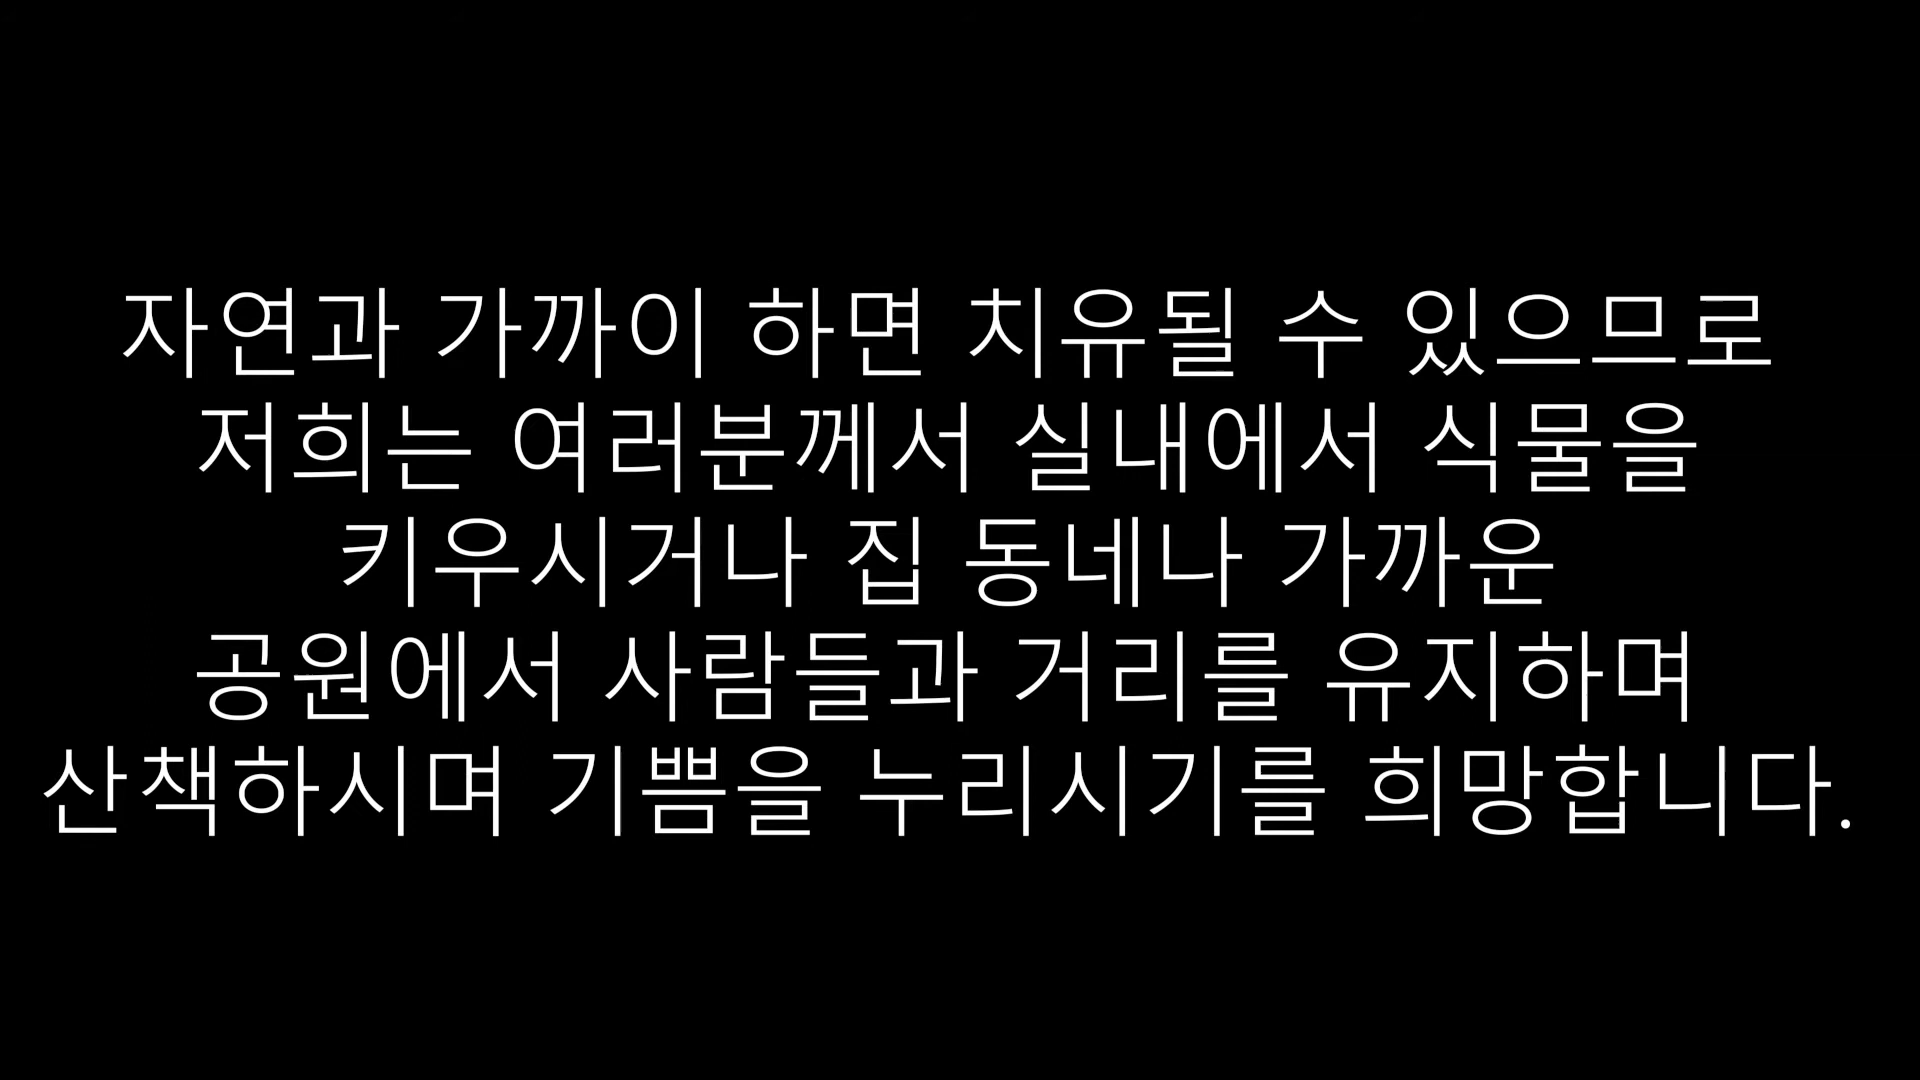 자연과 가까이 하면 치유될 수 있으므로
저희는 여러분께서 실내에서 식물을
키우시거나 집 동네나 가까운
공원에서 사람들과 거리를 유지하며
산책하시며 기쁨을 누리시기를 희망합니다.